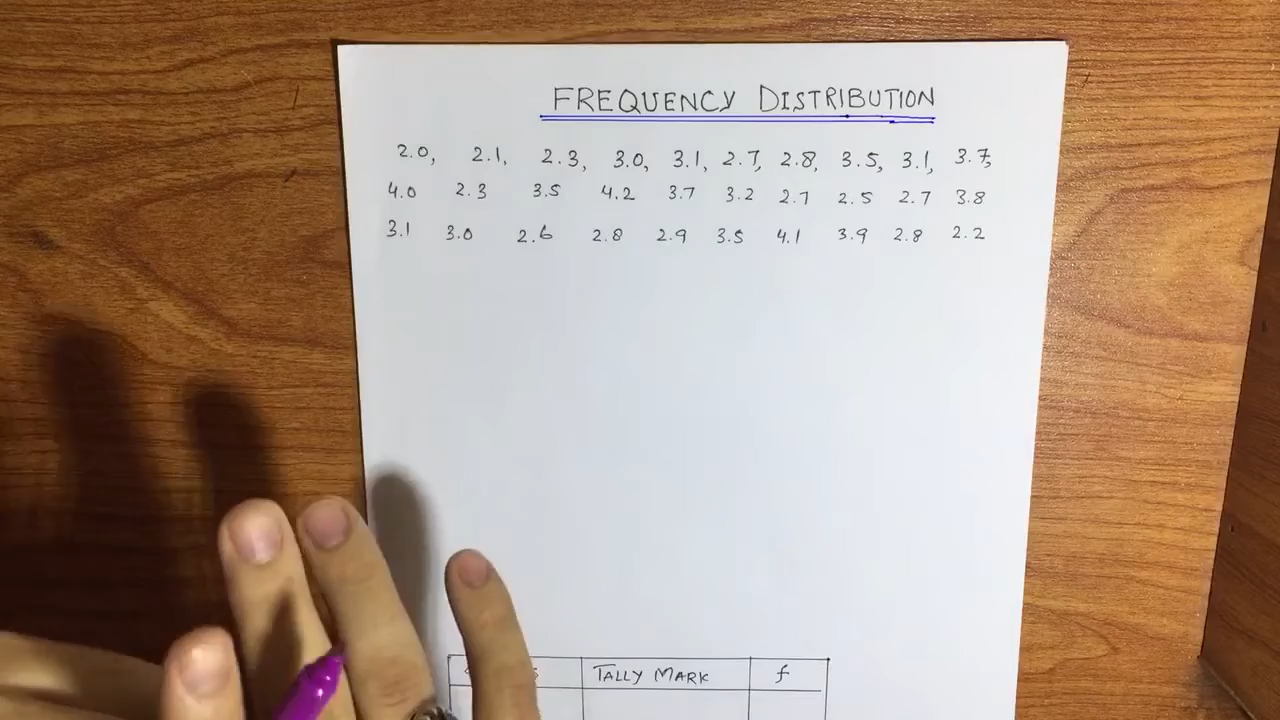 FREQUENCY DISTRIBUTION
2.0, 2.1, 2.3, 3.0, 3.1, 2.7, 2.8, 3.5, 3.1, 3.7,
4.0 2.3 3.5 4.2 3.7 3.2 2.7 2.5 2.7 3.8
3.1 3.0 2.6 2.8 2.9 3.5 4.1 3.9 2.8 2.2
TALLY MARK f